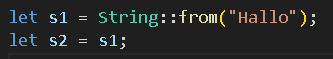 let s1 = String::from("Hallo");
let s2 = s1;